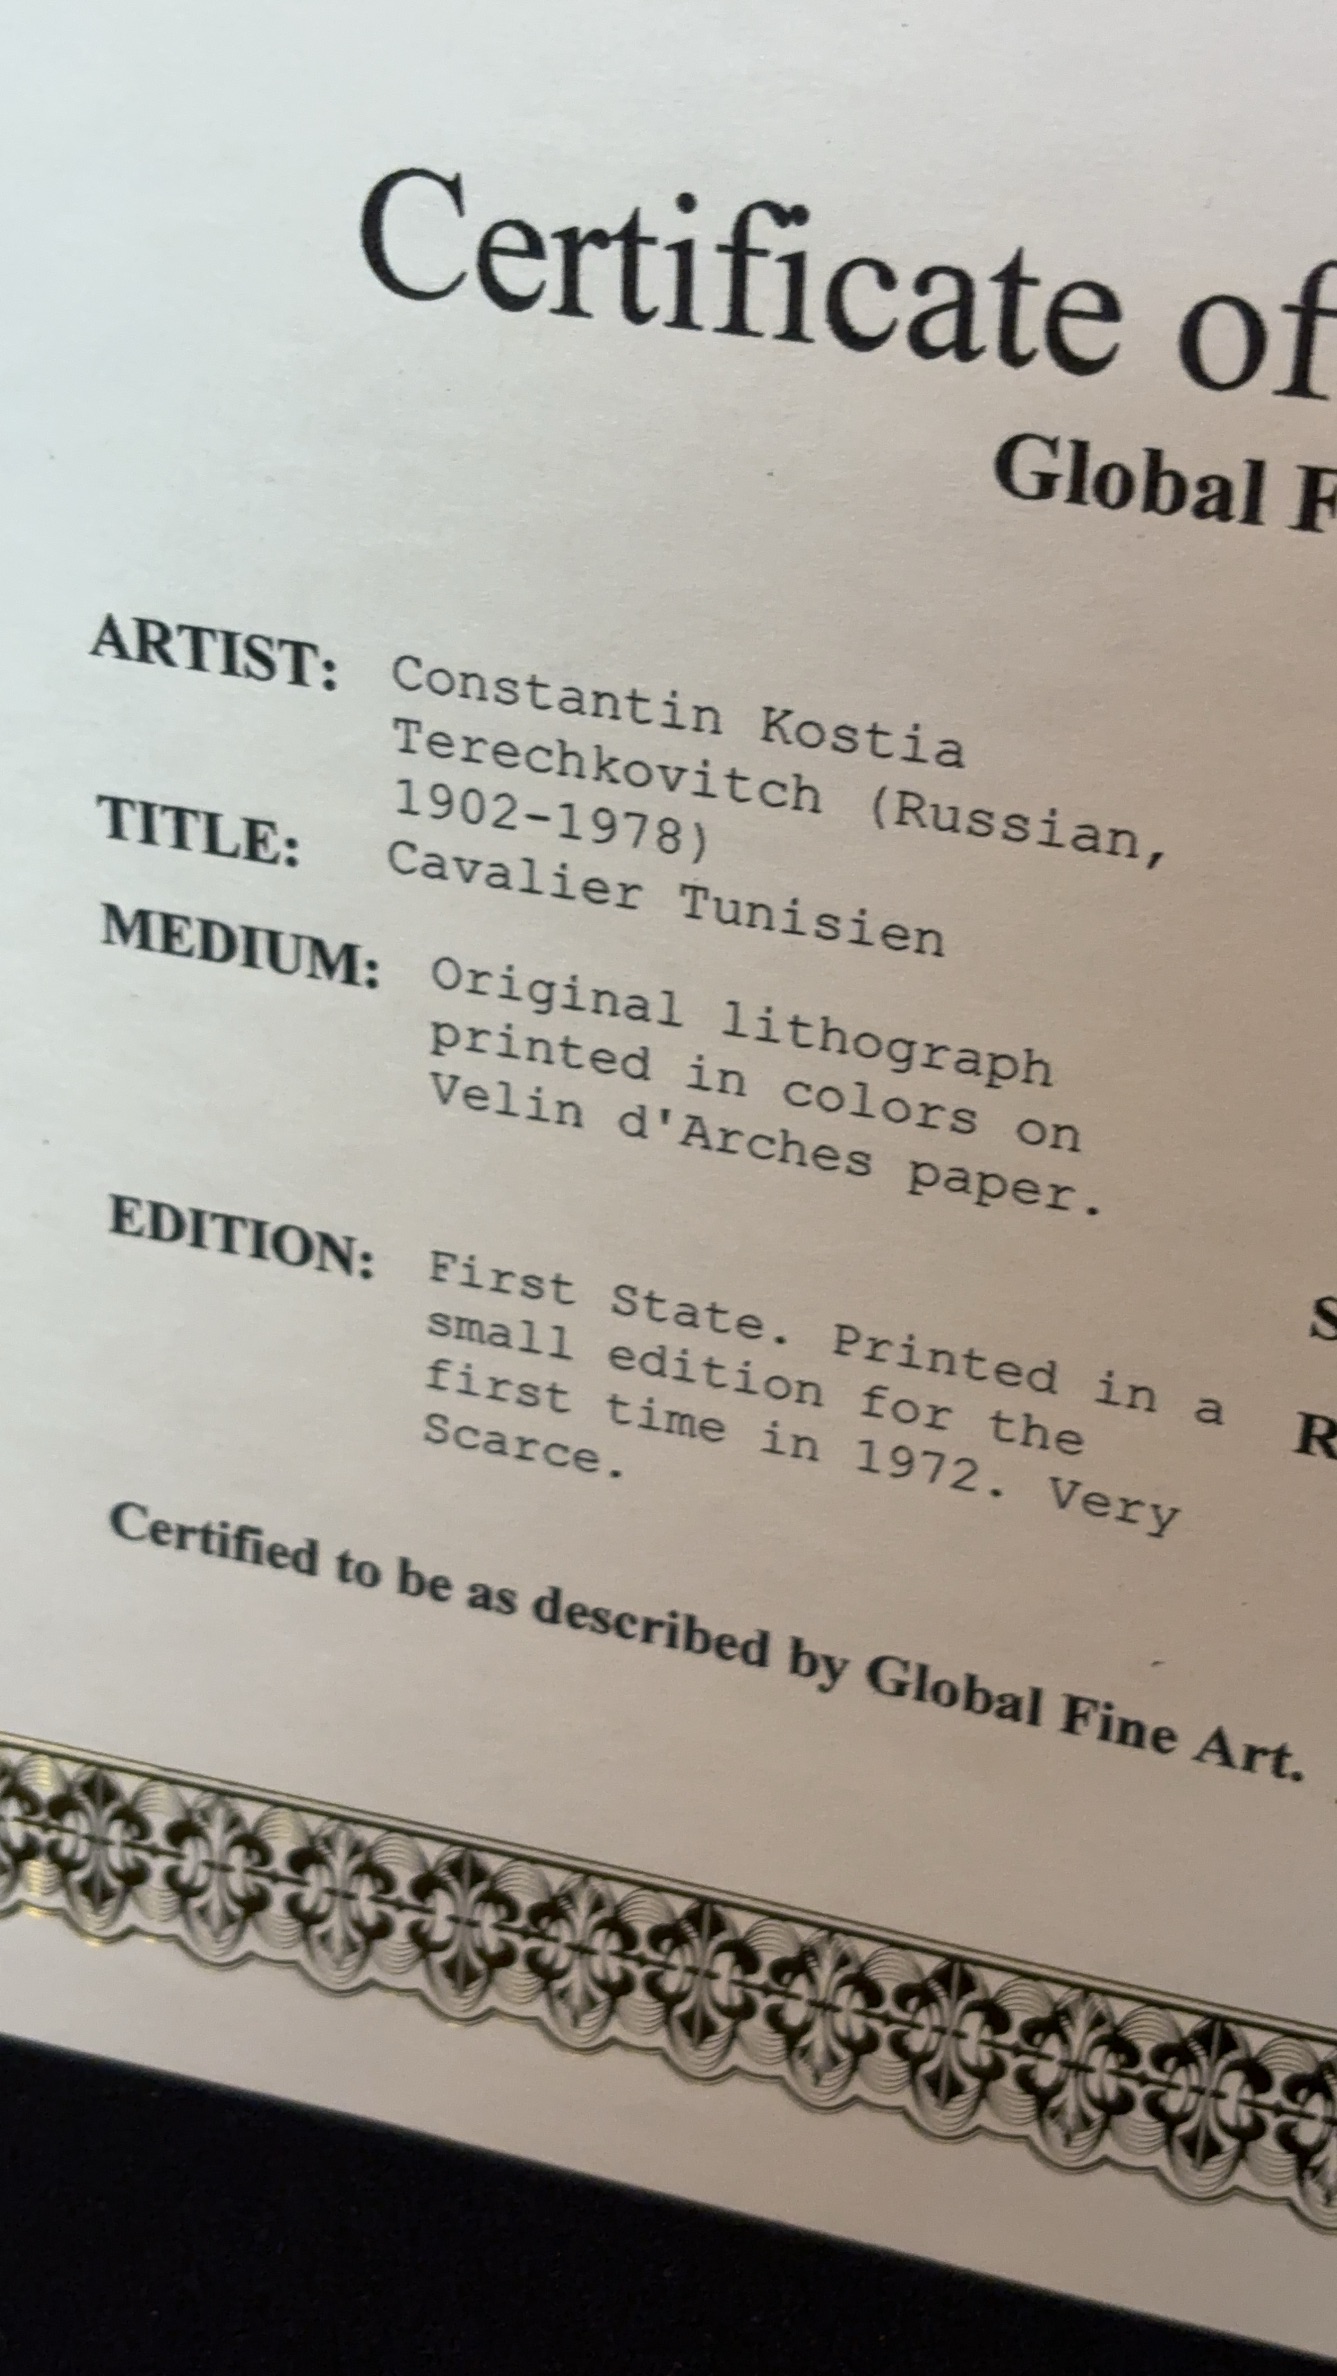 Certificate of
Global F
ARTIST: Constantin Kostia
Terechkovitch (Russian,
1902-1978)
TITLE: Cavalier Tunisien
MEDIUM: Original lithograph
printed in colors on
Velin d'Arches paper.
EDITION: First State. Printed in a
small edition for the
first time in 1972. Very
Scarce.
S
R
Certified to be as described by Global Fine Art.